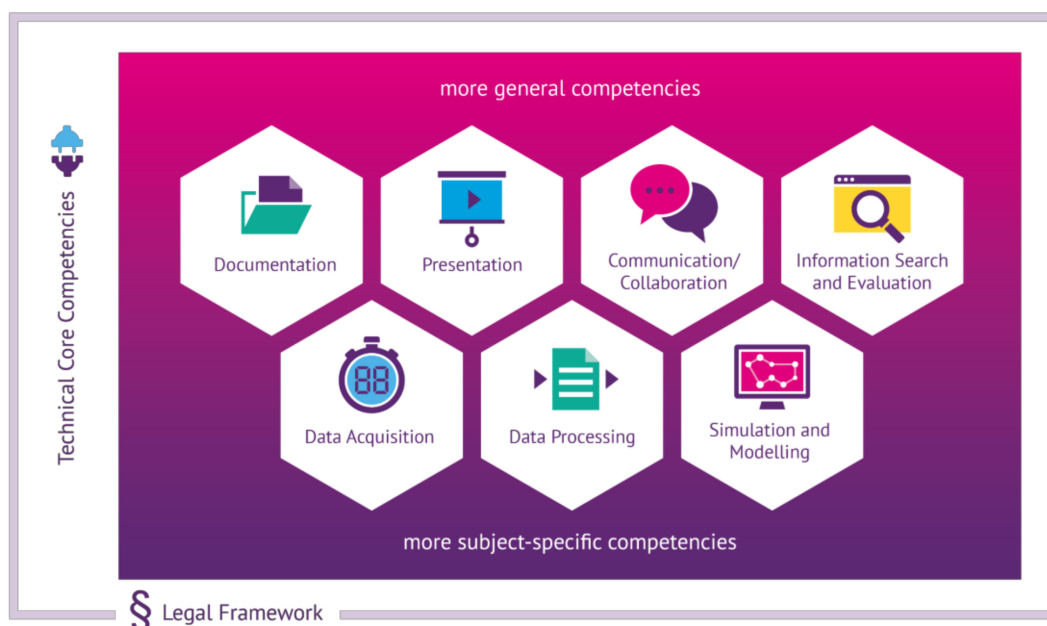 more general competencies
Technical Core Competencies
Documentation
Presentation
Communication/
Collaboration
Information Search
and Evaluation
88
Data Acquisition
Data Processing
Simulation and
Modelling
more subject-specific competencies
§ Legal Framework